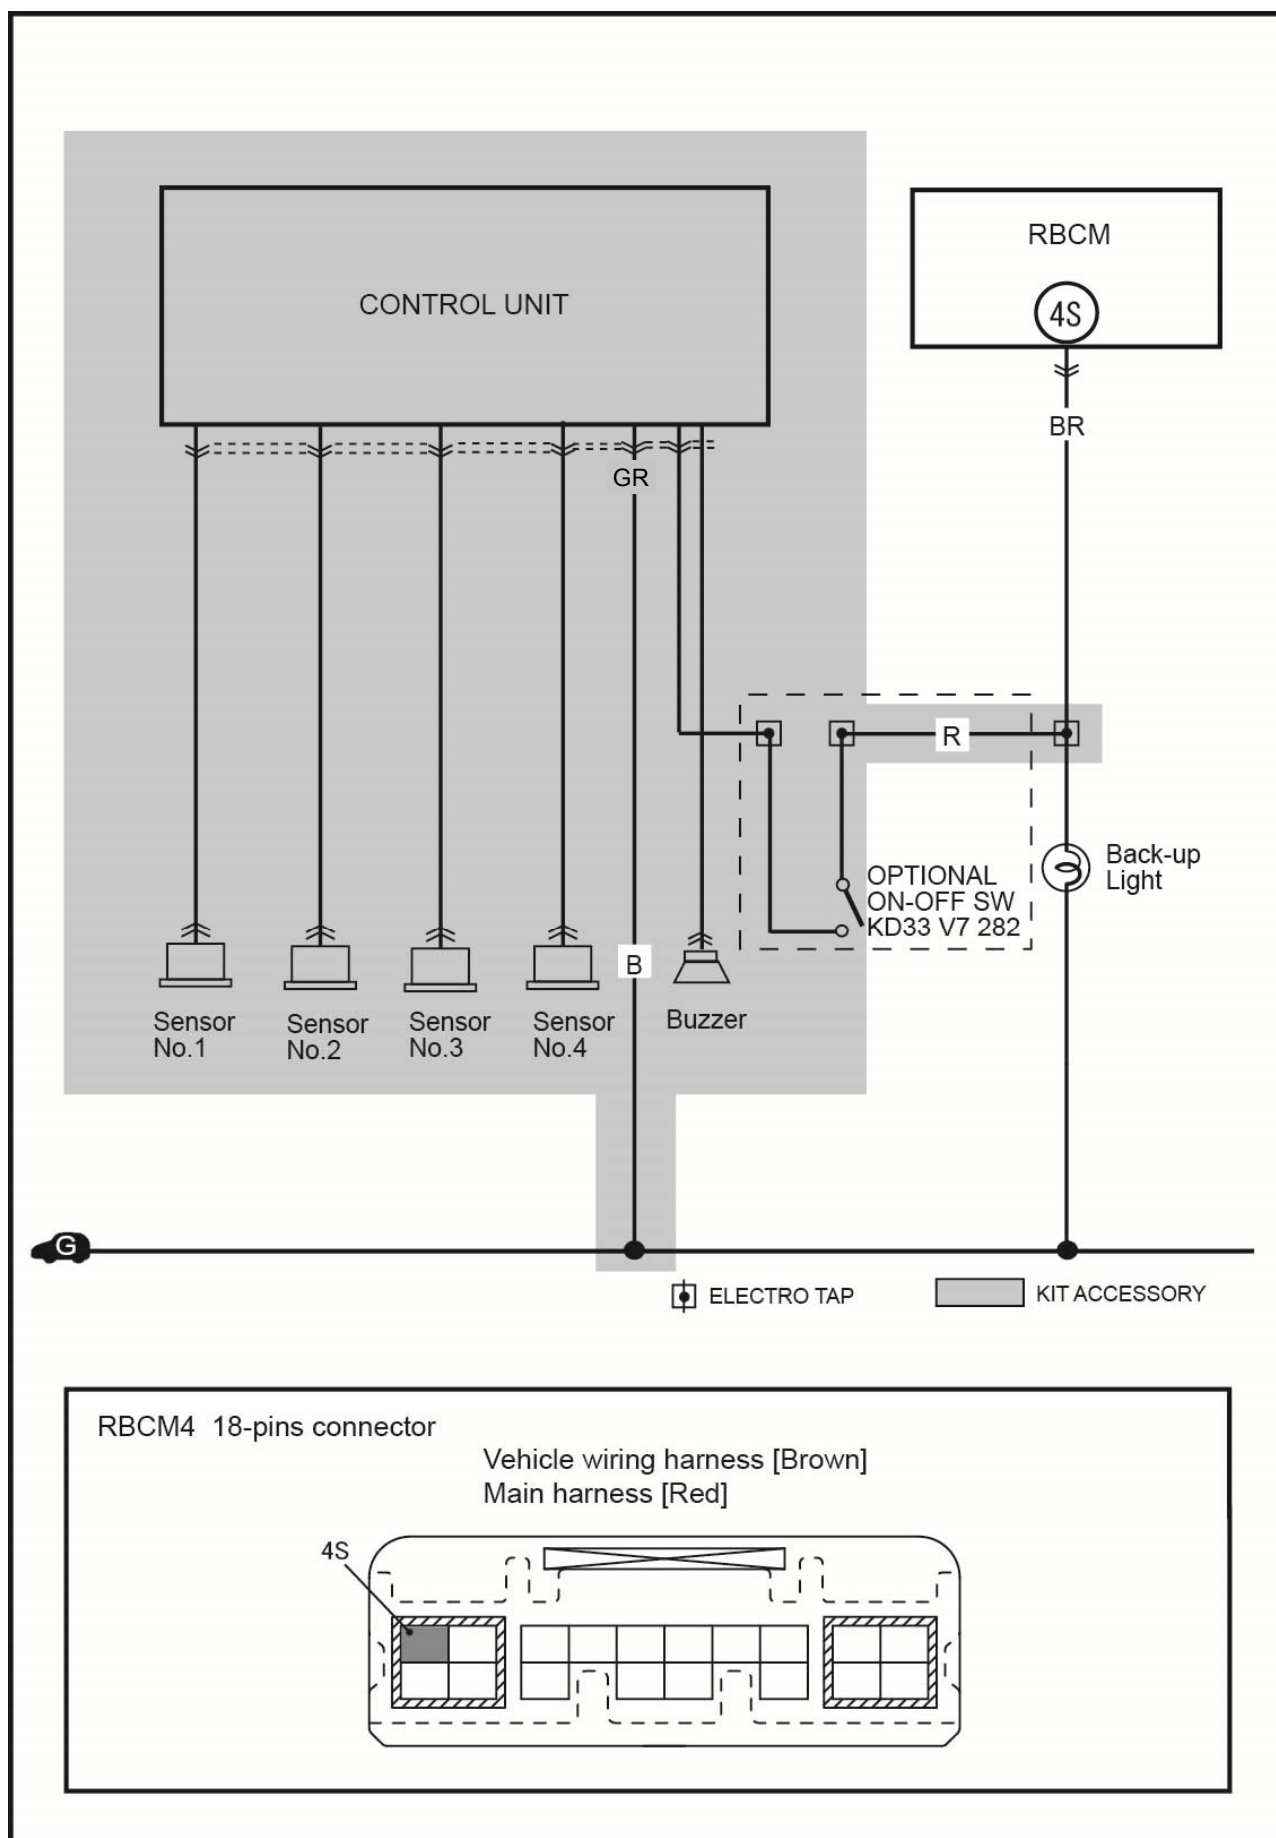 CONTROL UNIT
RBCM
4S
BR
GR
R
OPTIONAL
ON-OFF SW
KD33 V7 282
Back-up
Light
B
Sensor
No.1
Sensor
No.2
Sensor
No.3
Sensor
No.4
Buzzer
G
ELECTRO TAP
KIT ACCESSORY
RBCM4 18-pins connector
Vehicle wiring harness [Brown]
Main harness [Red]
4S